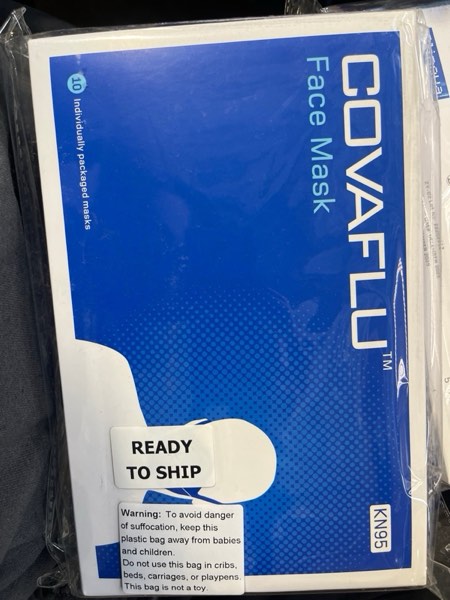 COVAFLU™
Face Mask
10 Individually packaged masks
KN95
READY
TO SHIP
Warning: To avoid danger
of suffocation, keep this
plastic bag away from babies
and children.
Do not use this bag in cribs,
beds, carriages, or playpens.
This bag is not a toy.